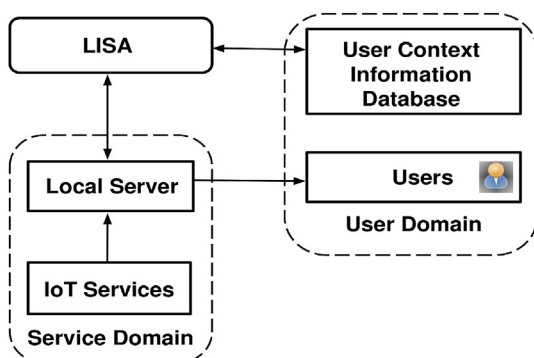 LISA
User Context
Information
Database
Local Server
Users
User Domain
IoT Services
Service Domain